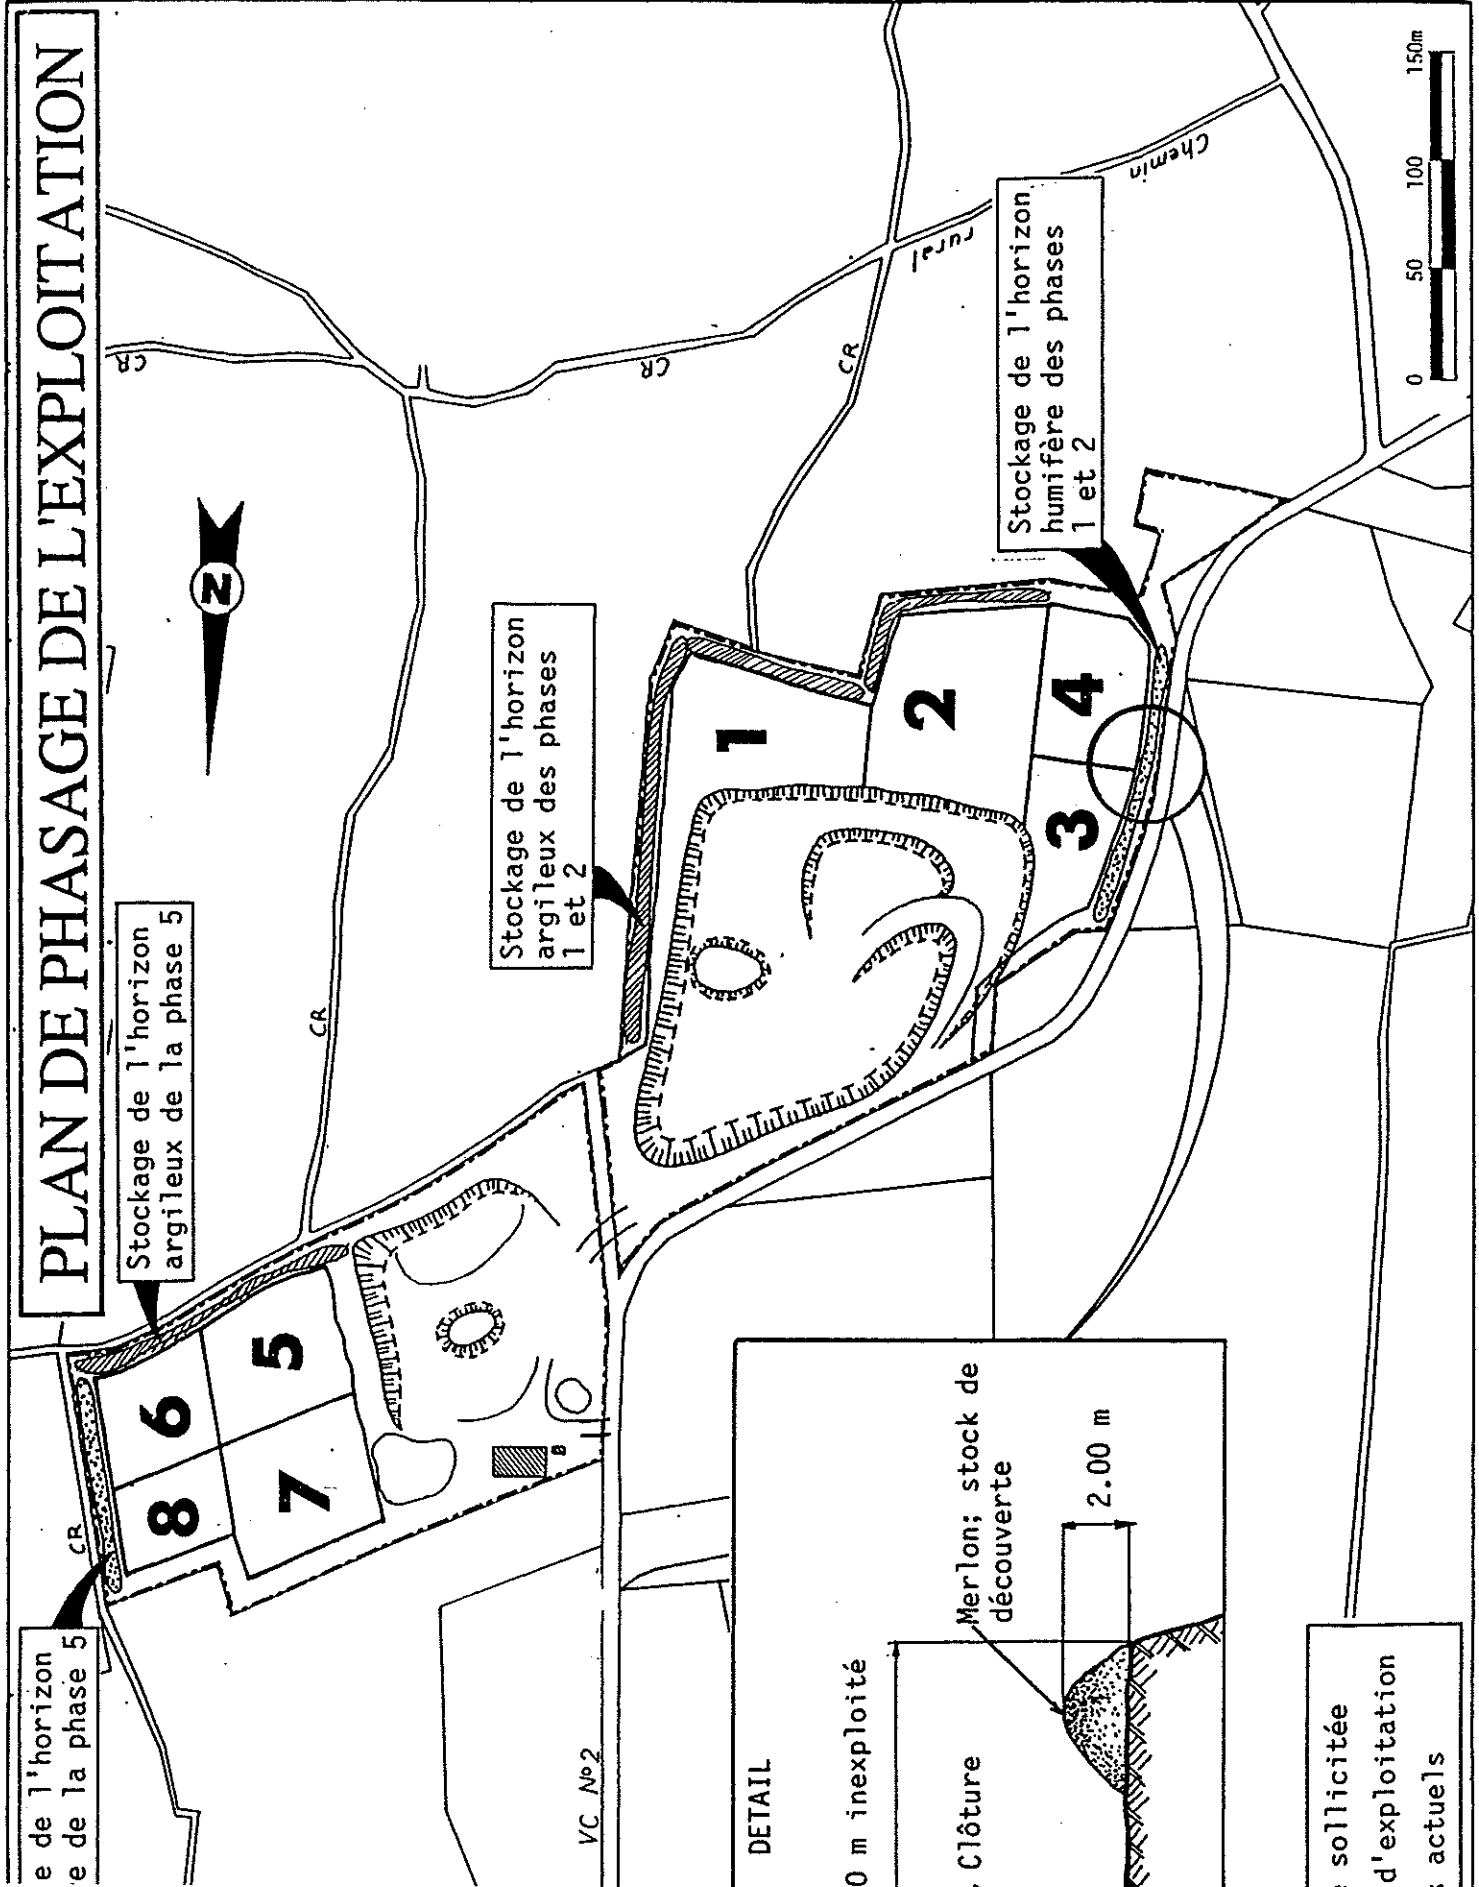 PLAN DE PHASAGE DE L'EXPLOITATION
CR
CR
CR
CR
CR
rural
Chemin
N
Stockage de l'horizon
argileux de la phase 5
Stockage de l'horizon
argileux des phases
1 et 2
Stockage de l'horizon
humifère des phases
1 et 2
0 50 100 150m
1
2
3
4
5
6
7
8
B
de l'horizon
de la phase 5
VC N°2
DETAIL
m inexploité
Clôture
Merlon; stock de
découverte
2.00 m
sollicitée
d'exploitation
actuels